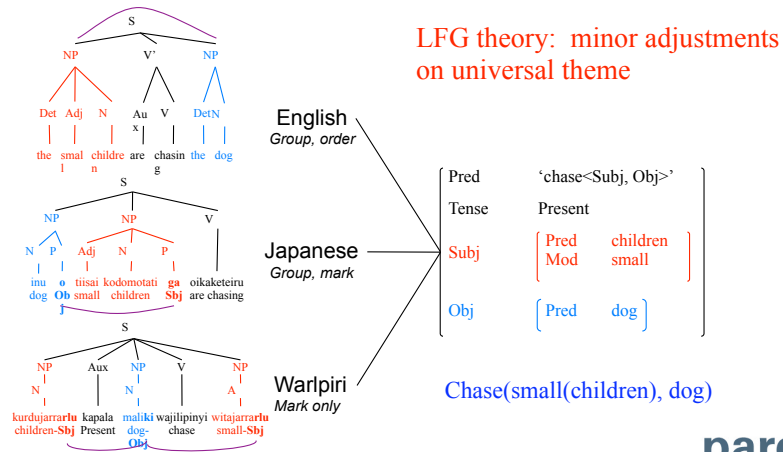 LFG theory: minor adjustments
on universal theme
S
NP V’ NP
Det Adj N Au
x V Det N
the smal
l childre
n are chasin
g the dog
English
Group, order
S
NP NP V
N P Adj N P
inu o tiisai kodomotati ga oikaketeiru
dog Ob
j small children Sbj are chasing
Japanese
Group, mark
S
NP Aux NP V NP
N N A
kurdujarrarlu kapala maliki wajilipinyi witajarrarlu
children-Sbj Present dog-
Obj chase small-Sbj
Warlpiri
Mark only
Pred ‘chase<Subj, Obj>’
Tense Present
Subj Pred children
Mod small
Obj Pred dog
Chase(small(children), dog)